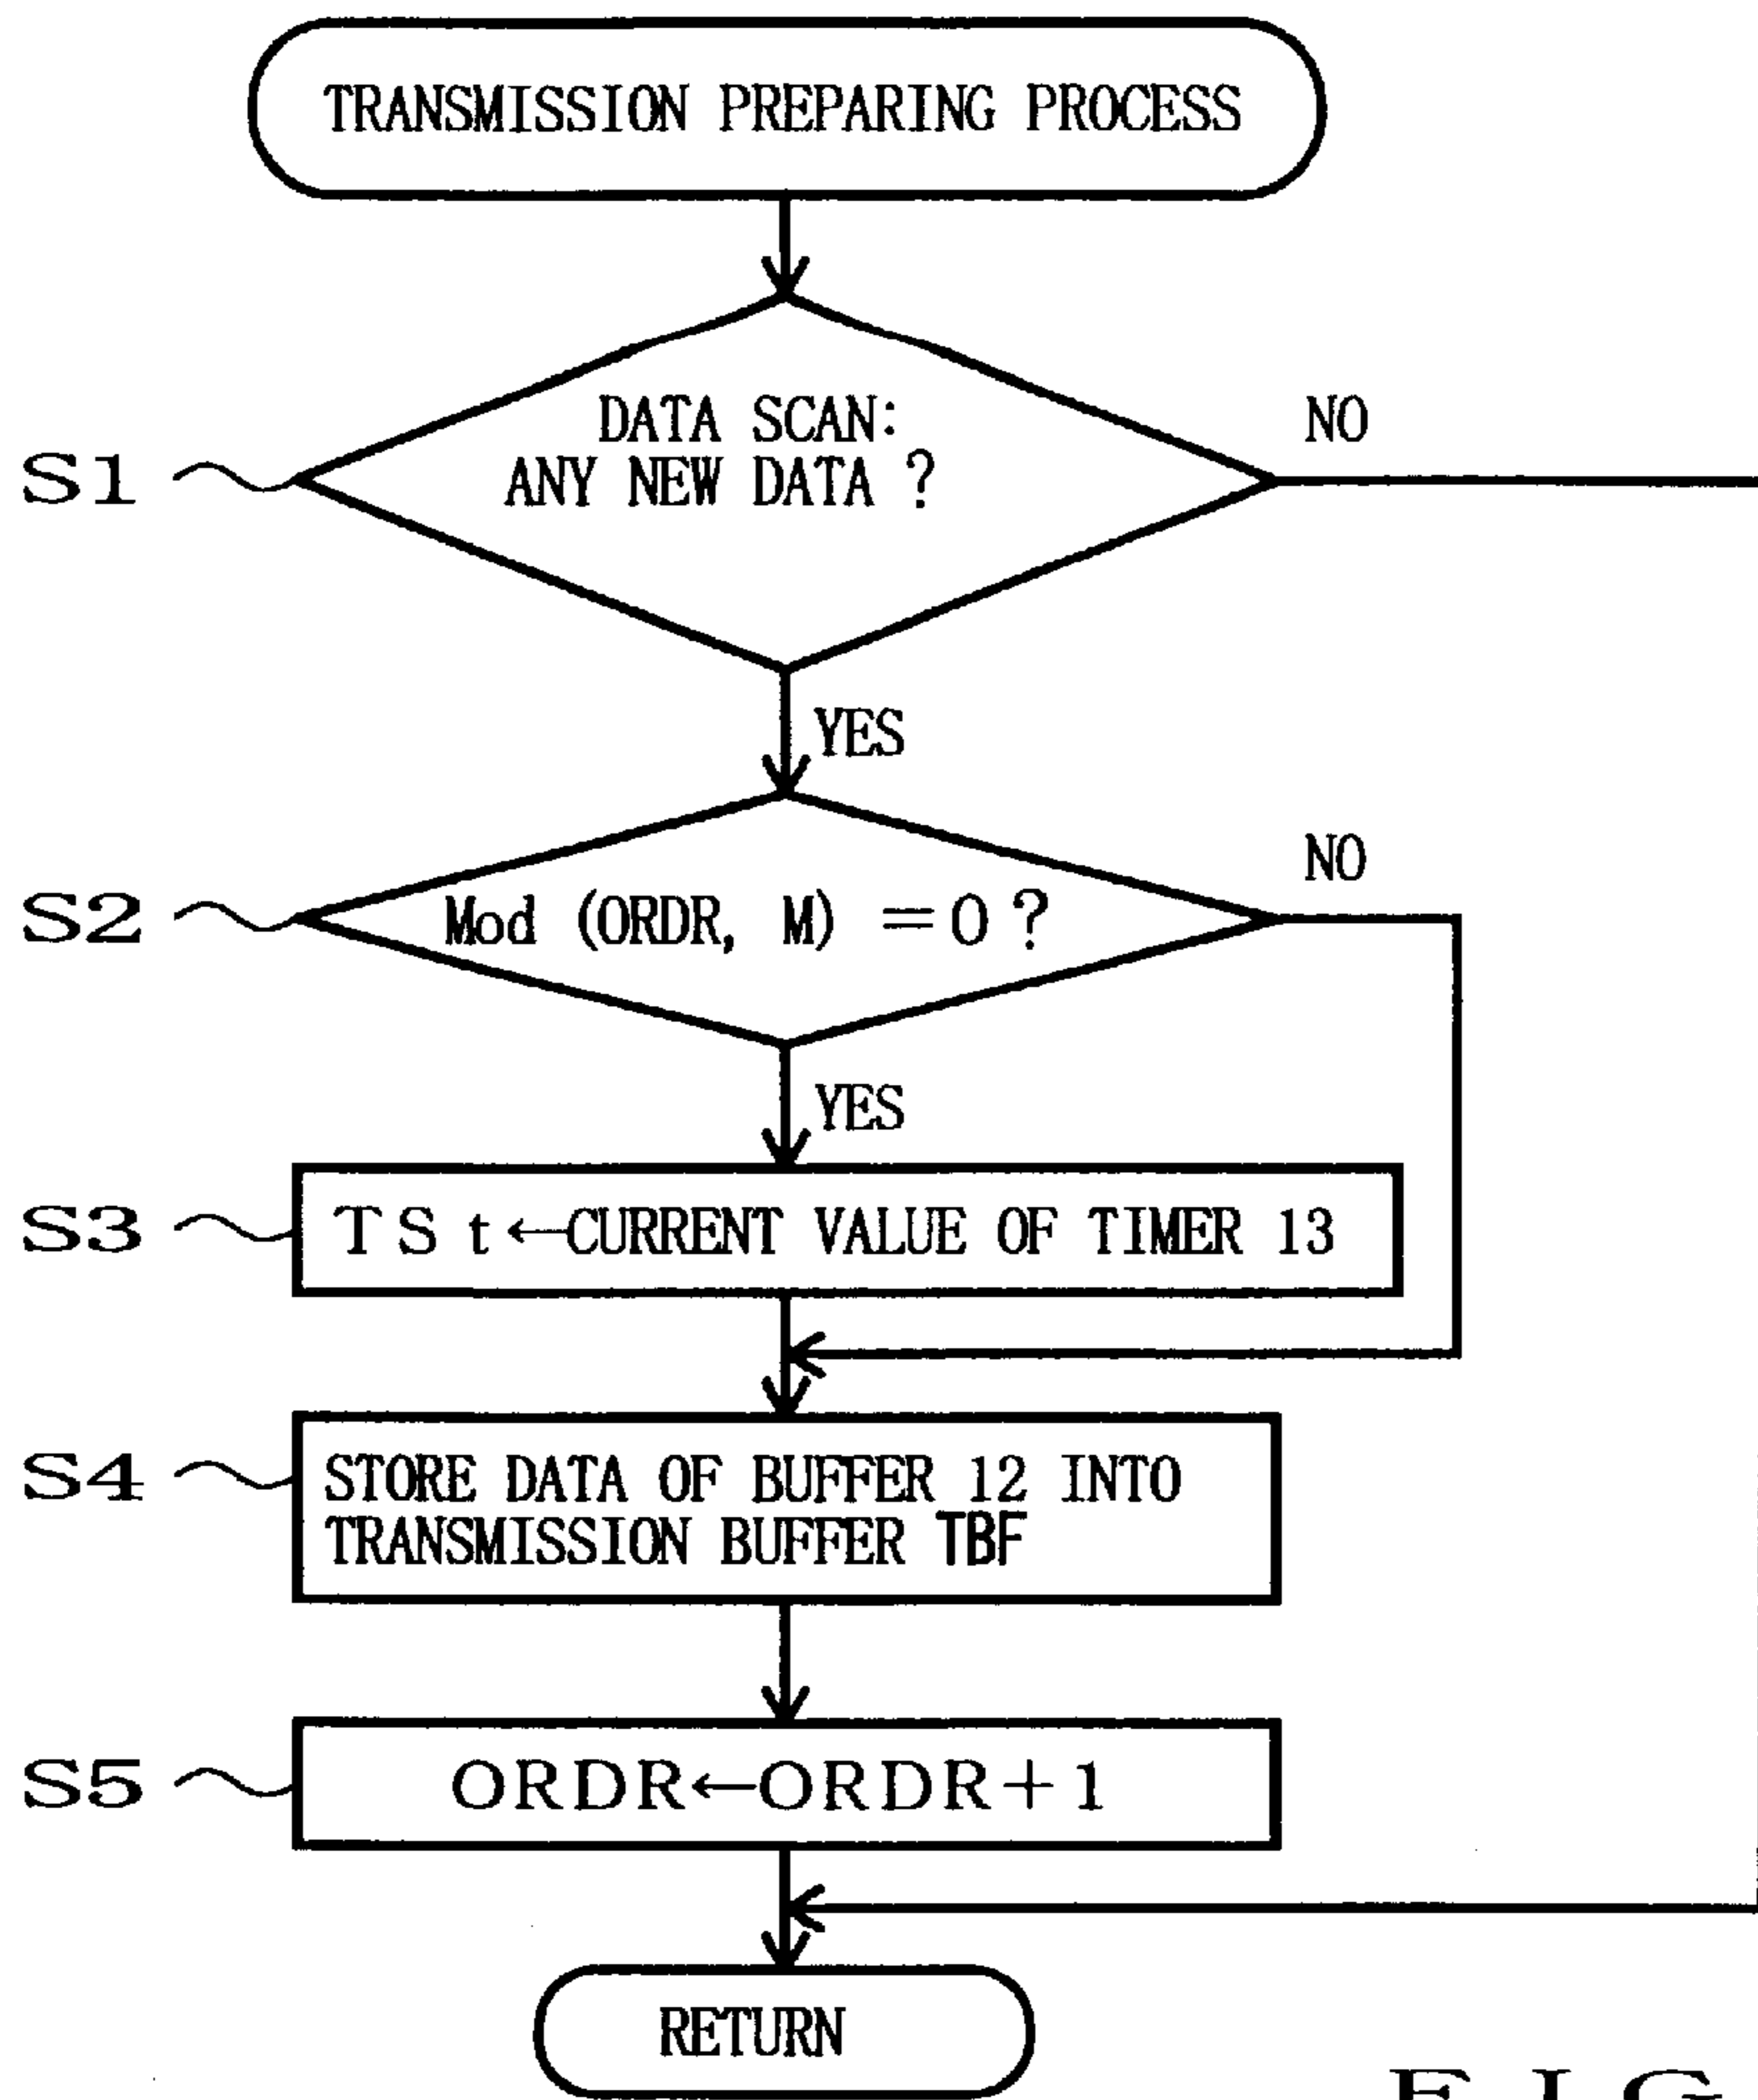 TRANSMISSION PREPARING PROCESS
DATA SCAN:
ANY NEW DATA ?
NO
S1
YES
Mod (ORDR, M) =0?
NO
S2
YES
S3
TSt←CURRENT VALUE OF TIMER 13
S4
STORE DATA OF BUFFER 12 INTO
TRANSMISSION BUFFER TBF
S5
ORDR←ORDR+1
RETURN
FIG